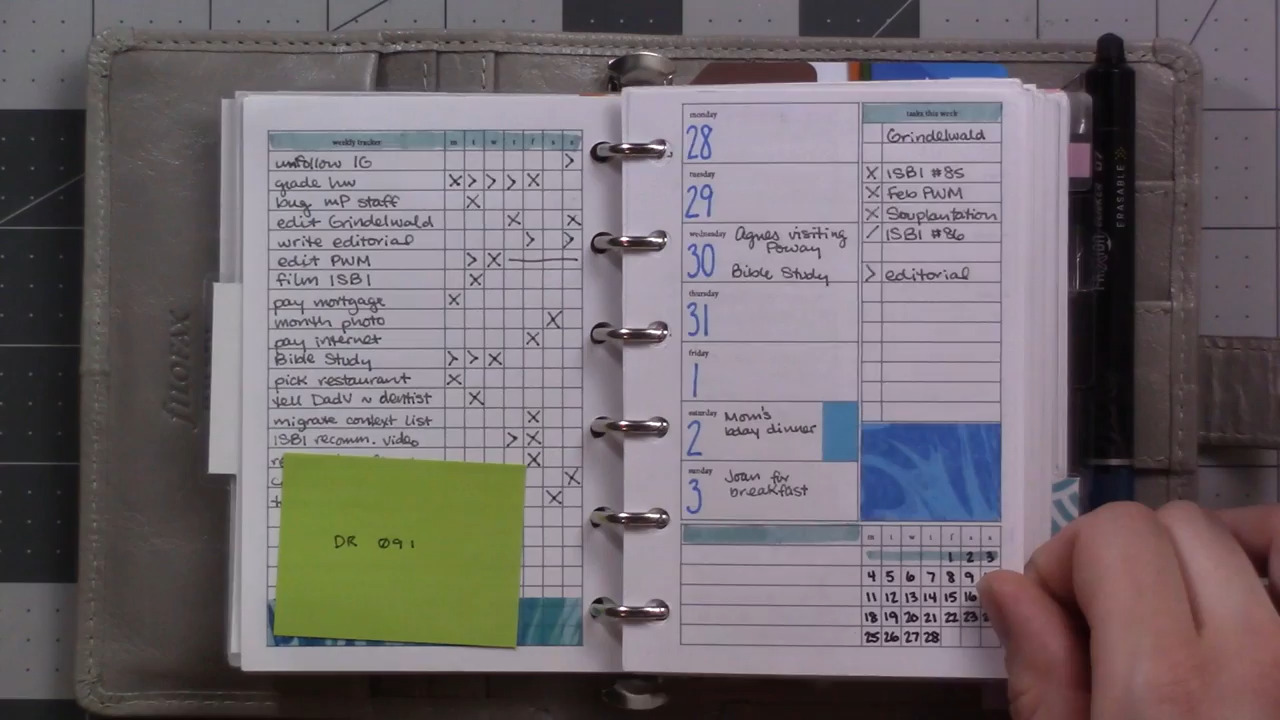 weekly tracker m t w t f s s
unfollow IG >
grade hw X > > > X
bug MP staff X
edit Grindelwald X X
write editorial > >
edit PWM > X
film ISBI X
pay mortgage X
month photo X
pay internet X
Bible Study > > X
pick restaurant X
tell DadV ~ dentist X
migrate context list X
ISBI recomm. video > X
X
X
X
DR 091
filofax
monday
28
tuesday
29
wednesday
30
Agnes visiting
Poway
Bible Study
thursday
31
friday
1
saturday
2
Mom's
bday dinner
sunday
3
Joan for
breakfast
tasks this week
Grindelwald
X ISBI #85
X Feb PWM
X Souplantation
/ ISBI #86
> editorial
m t w t f s s
1 2 3
4 5 6 7 8 9
11 12 13 14 15 16
18 19 20 21 22 23
25 26 27 28
ERASABLE